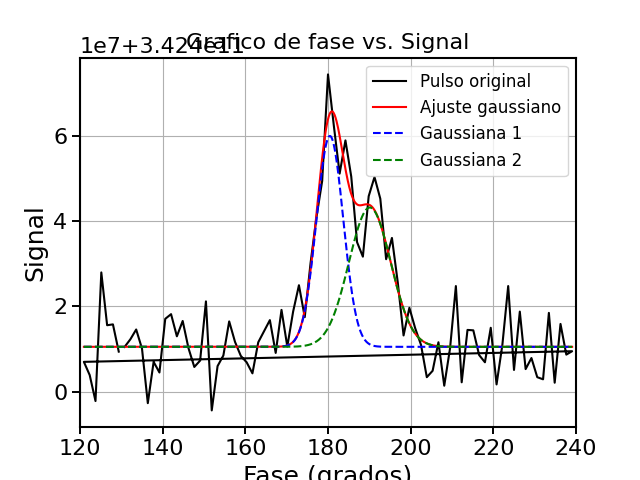 1e7+3.424e11
Grafico de fase vs. Signal
Pulso original
Ajuste gaussiano
Gaussiana 1
Gaussiana 2
6
4
2
0
Signal
120 140 160 180 200 220 240
Fase (grados)